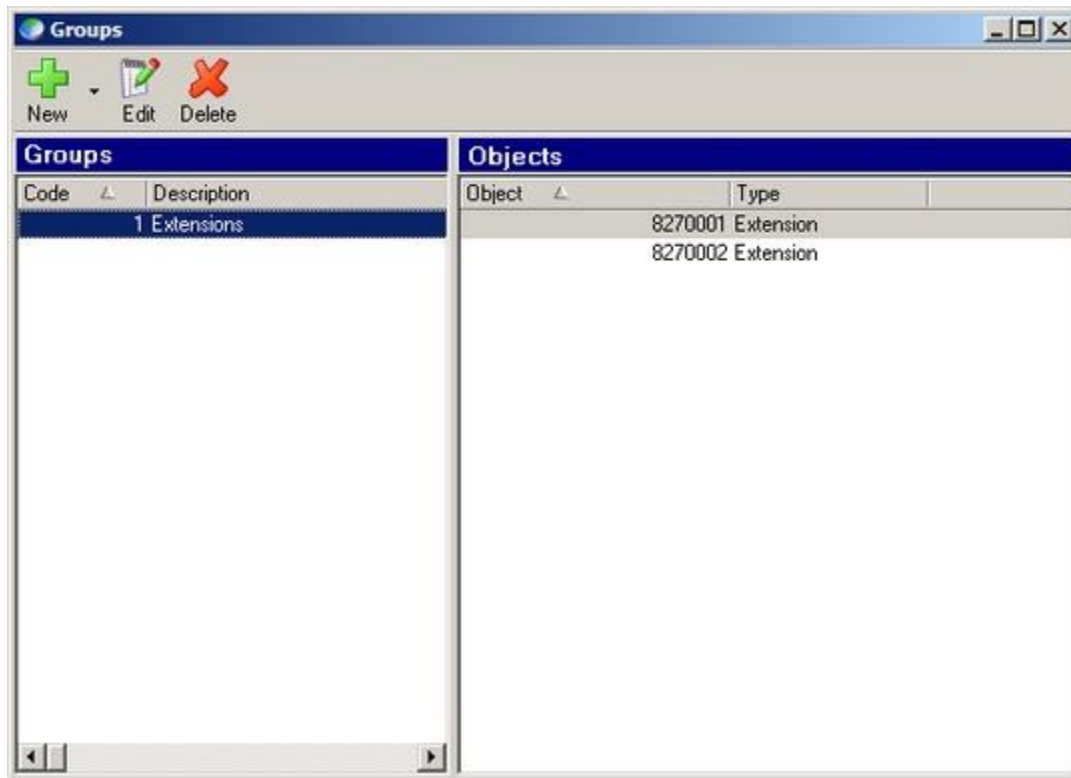 Groups
New Edit Delete
Groups
Objects
Code Description
Object Type
1 Extensions
8270001 Extension
8270002 Extension